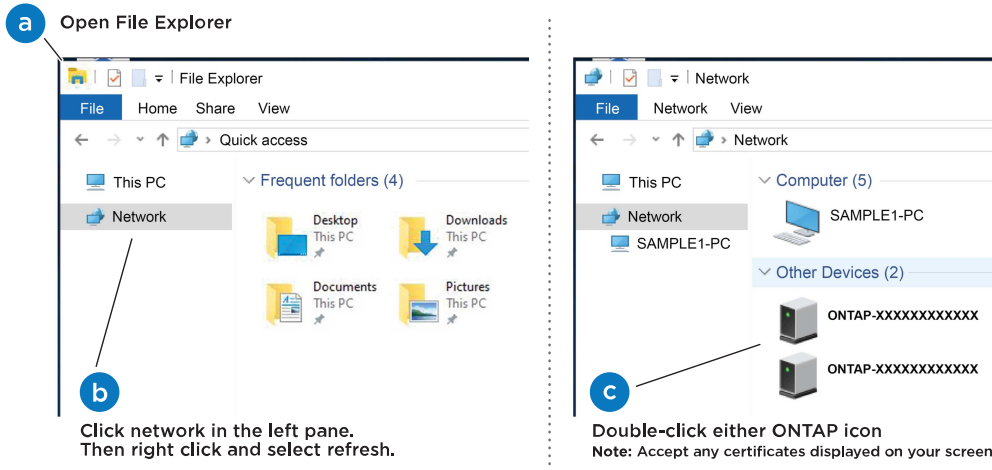 a
Open File Explorer
File Explorer
File Home Share View
Quick access
This PC
Network
Frequent folders (4)
Desktop
This PC
Downloads
This PC
Documents
This PC
Pictures
This PC
b
Click network in the left pane.
Then right click and select refresh.
Network
File Network View
Network
This PC
Network
SAMPLE1-PC
Computer (5)
SAMPLE1-PC
Other Devices (2)
ONTAP-XXXXXXXXXXXX
ONTAP-XXXXXXXXXXXX
c
Double-click either ONTAP icon
Note: Accept any certificates displayed on your screen